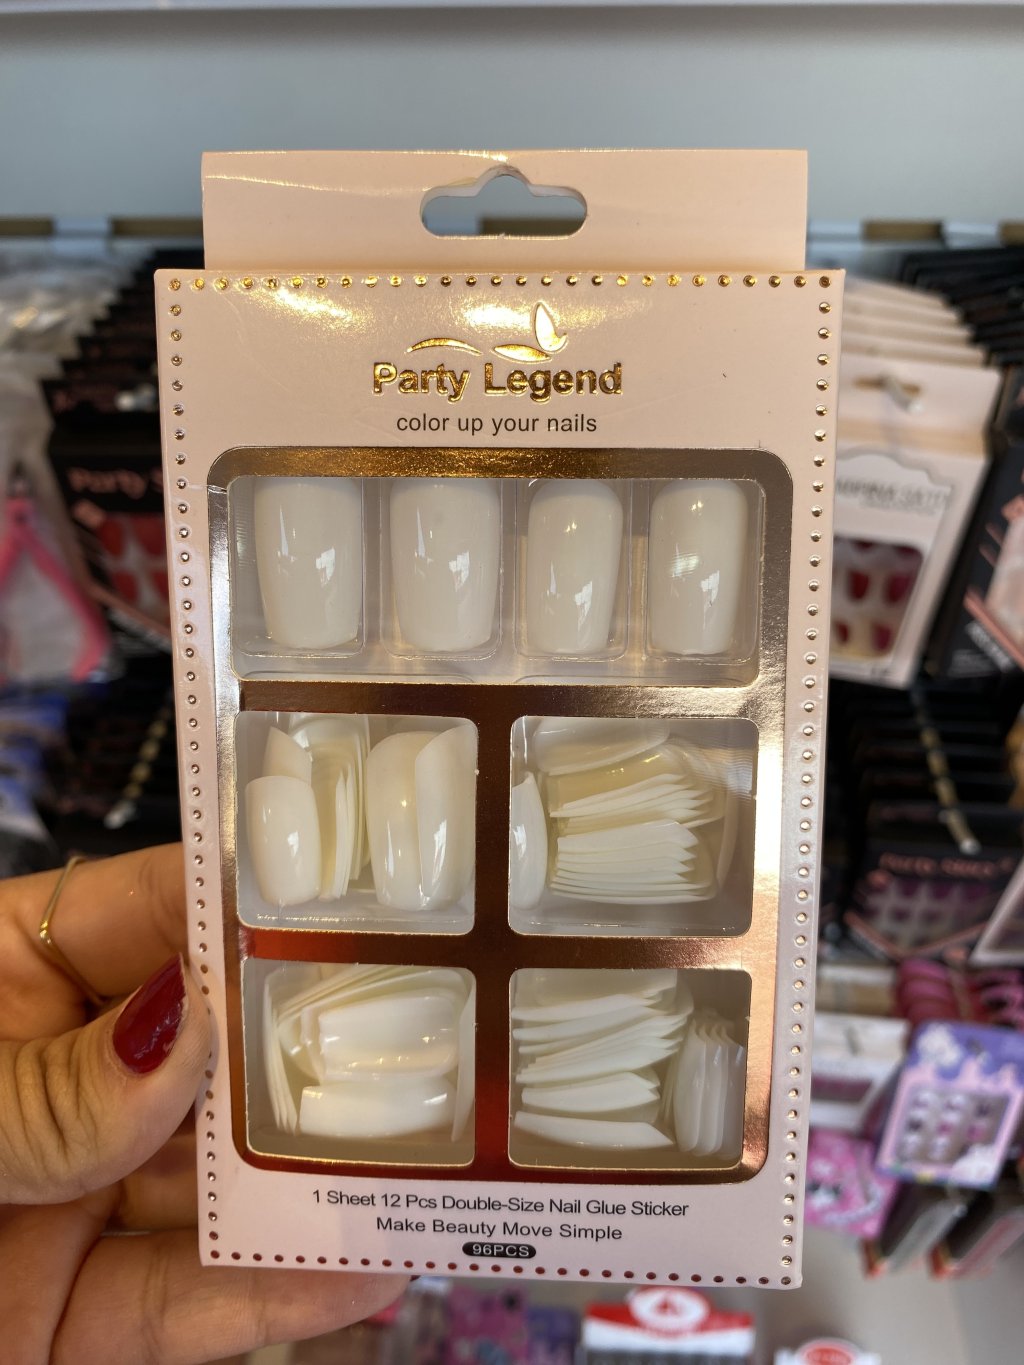 Party Legend
color up your nails
1 Sheet 12 Pcs Double-Size Nail Glue Sticker
Make Beauty Move Simple
96PCS